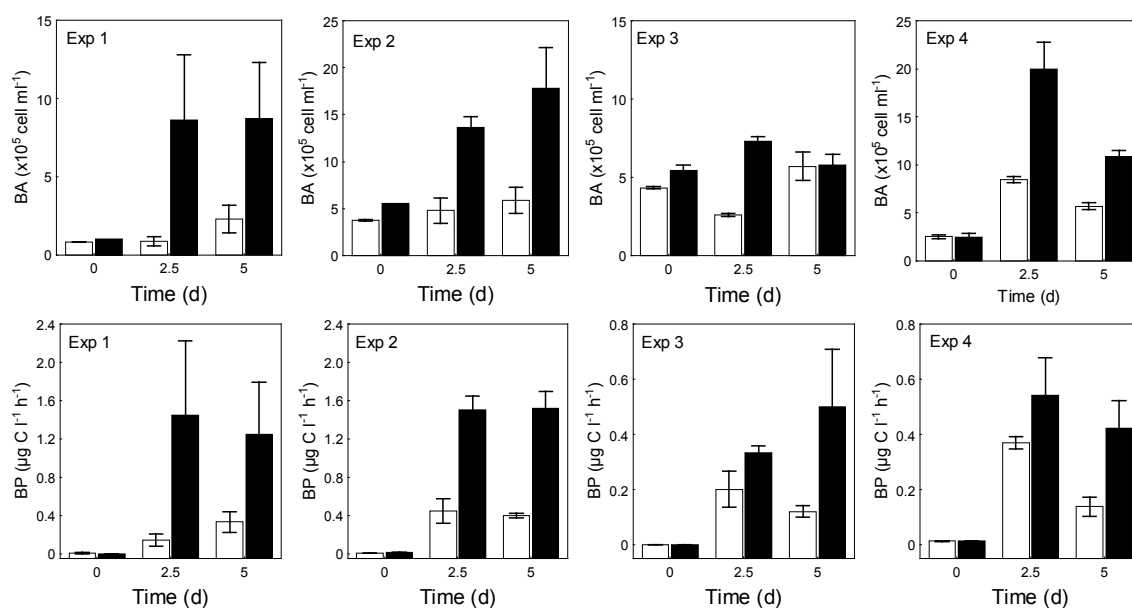 Exp 1
15
10
5
0
BA (x10⁵ cell ml⁻¹)
0 2.5 5
Time (d)
Exp 2
25
20
15
10
5
0
BA (x10⁵ cell ml⁻¹)
0 2.5 5
Time (d)
Exp 3
15
10
5
0
BA (x10⁵ cell ml⁻¹)
0 2.5 5
Time (d)
Exp 4
25
20
15
10
5
0
BA (x10⁵ cell ml⁻¹)
0 2.5 5
Time (d)
Exp 1
2.4
2.0
1.6
1.2
0.8
0.4
0
BP (µg C l⁻¹ h⁻¹)
0 2.5 5
Time (d)
Exp 2
2.4
2.0
1.6
1.2
0.8
0.4
0
BP (µg C l⁻¹ h⁻¹)
0 2.5 5
Time (d)
Exp 3
0.8
0.6
0.4
0.2
0
BP (µg C l⁻¹ h⁻¹)
0 2.5 5
Time (d)
Exp 4
0.8
0.6
0.4
0.2
0
BP (µg C l⁻¹ h⁻¹)
0 2.5 5
Time (d)